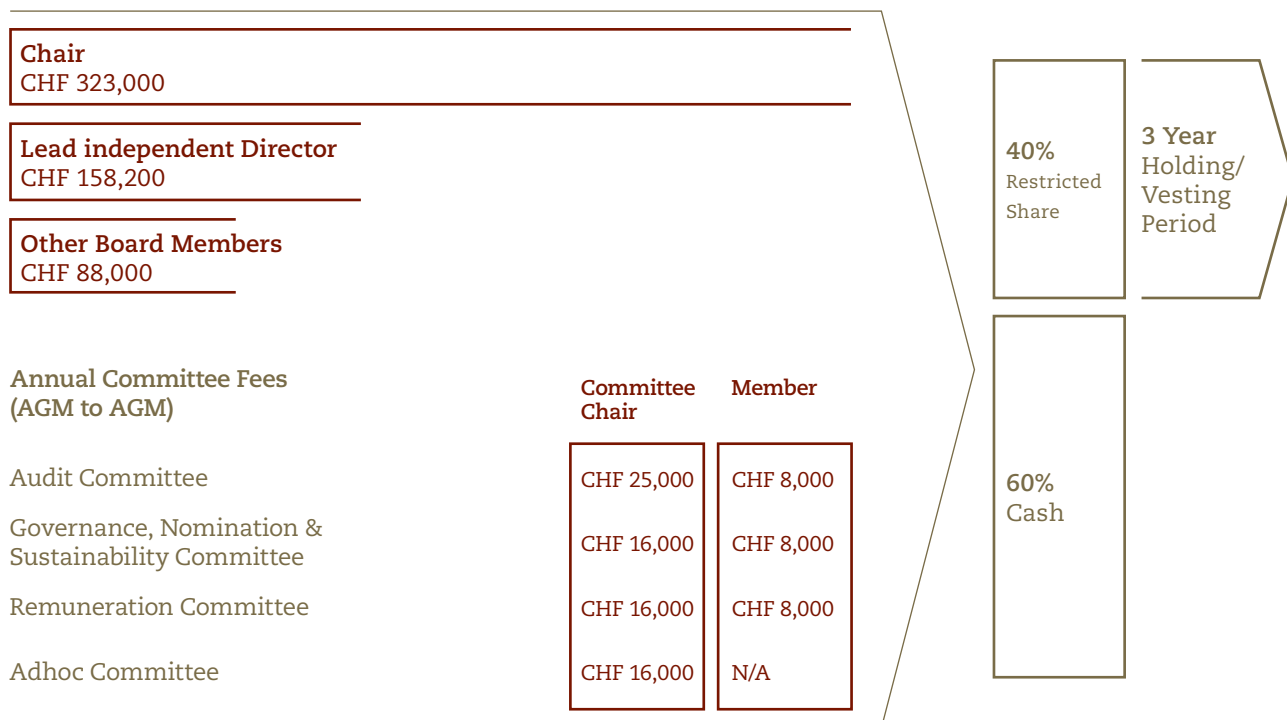 Chair
CHF 323,000
Lead independent Director
CHF 158,200
Other Board Members
CHF 88,000
40%
Restricted
Share
3 Year
Holding/
Vesting
Period
60%
Cash
Annual Committee Fees
(AGM to AGM)
Committee
Chair
Member
Audit Committee
CHF 25,000
CHF 8,000
Governance, Nomination &
Sustainability Committee
CHF 16,000
CHF 8,000
Remuneration Committee
CHF 16,000
CHF 8,000
Adhoc Committee
CHF 16,000
N/A